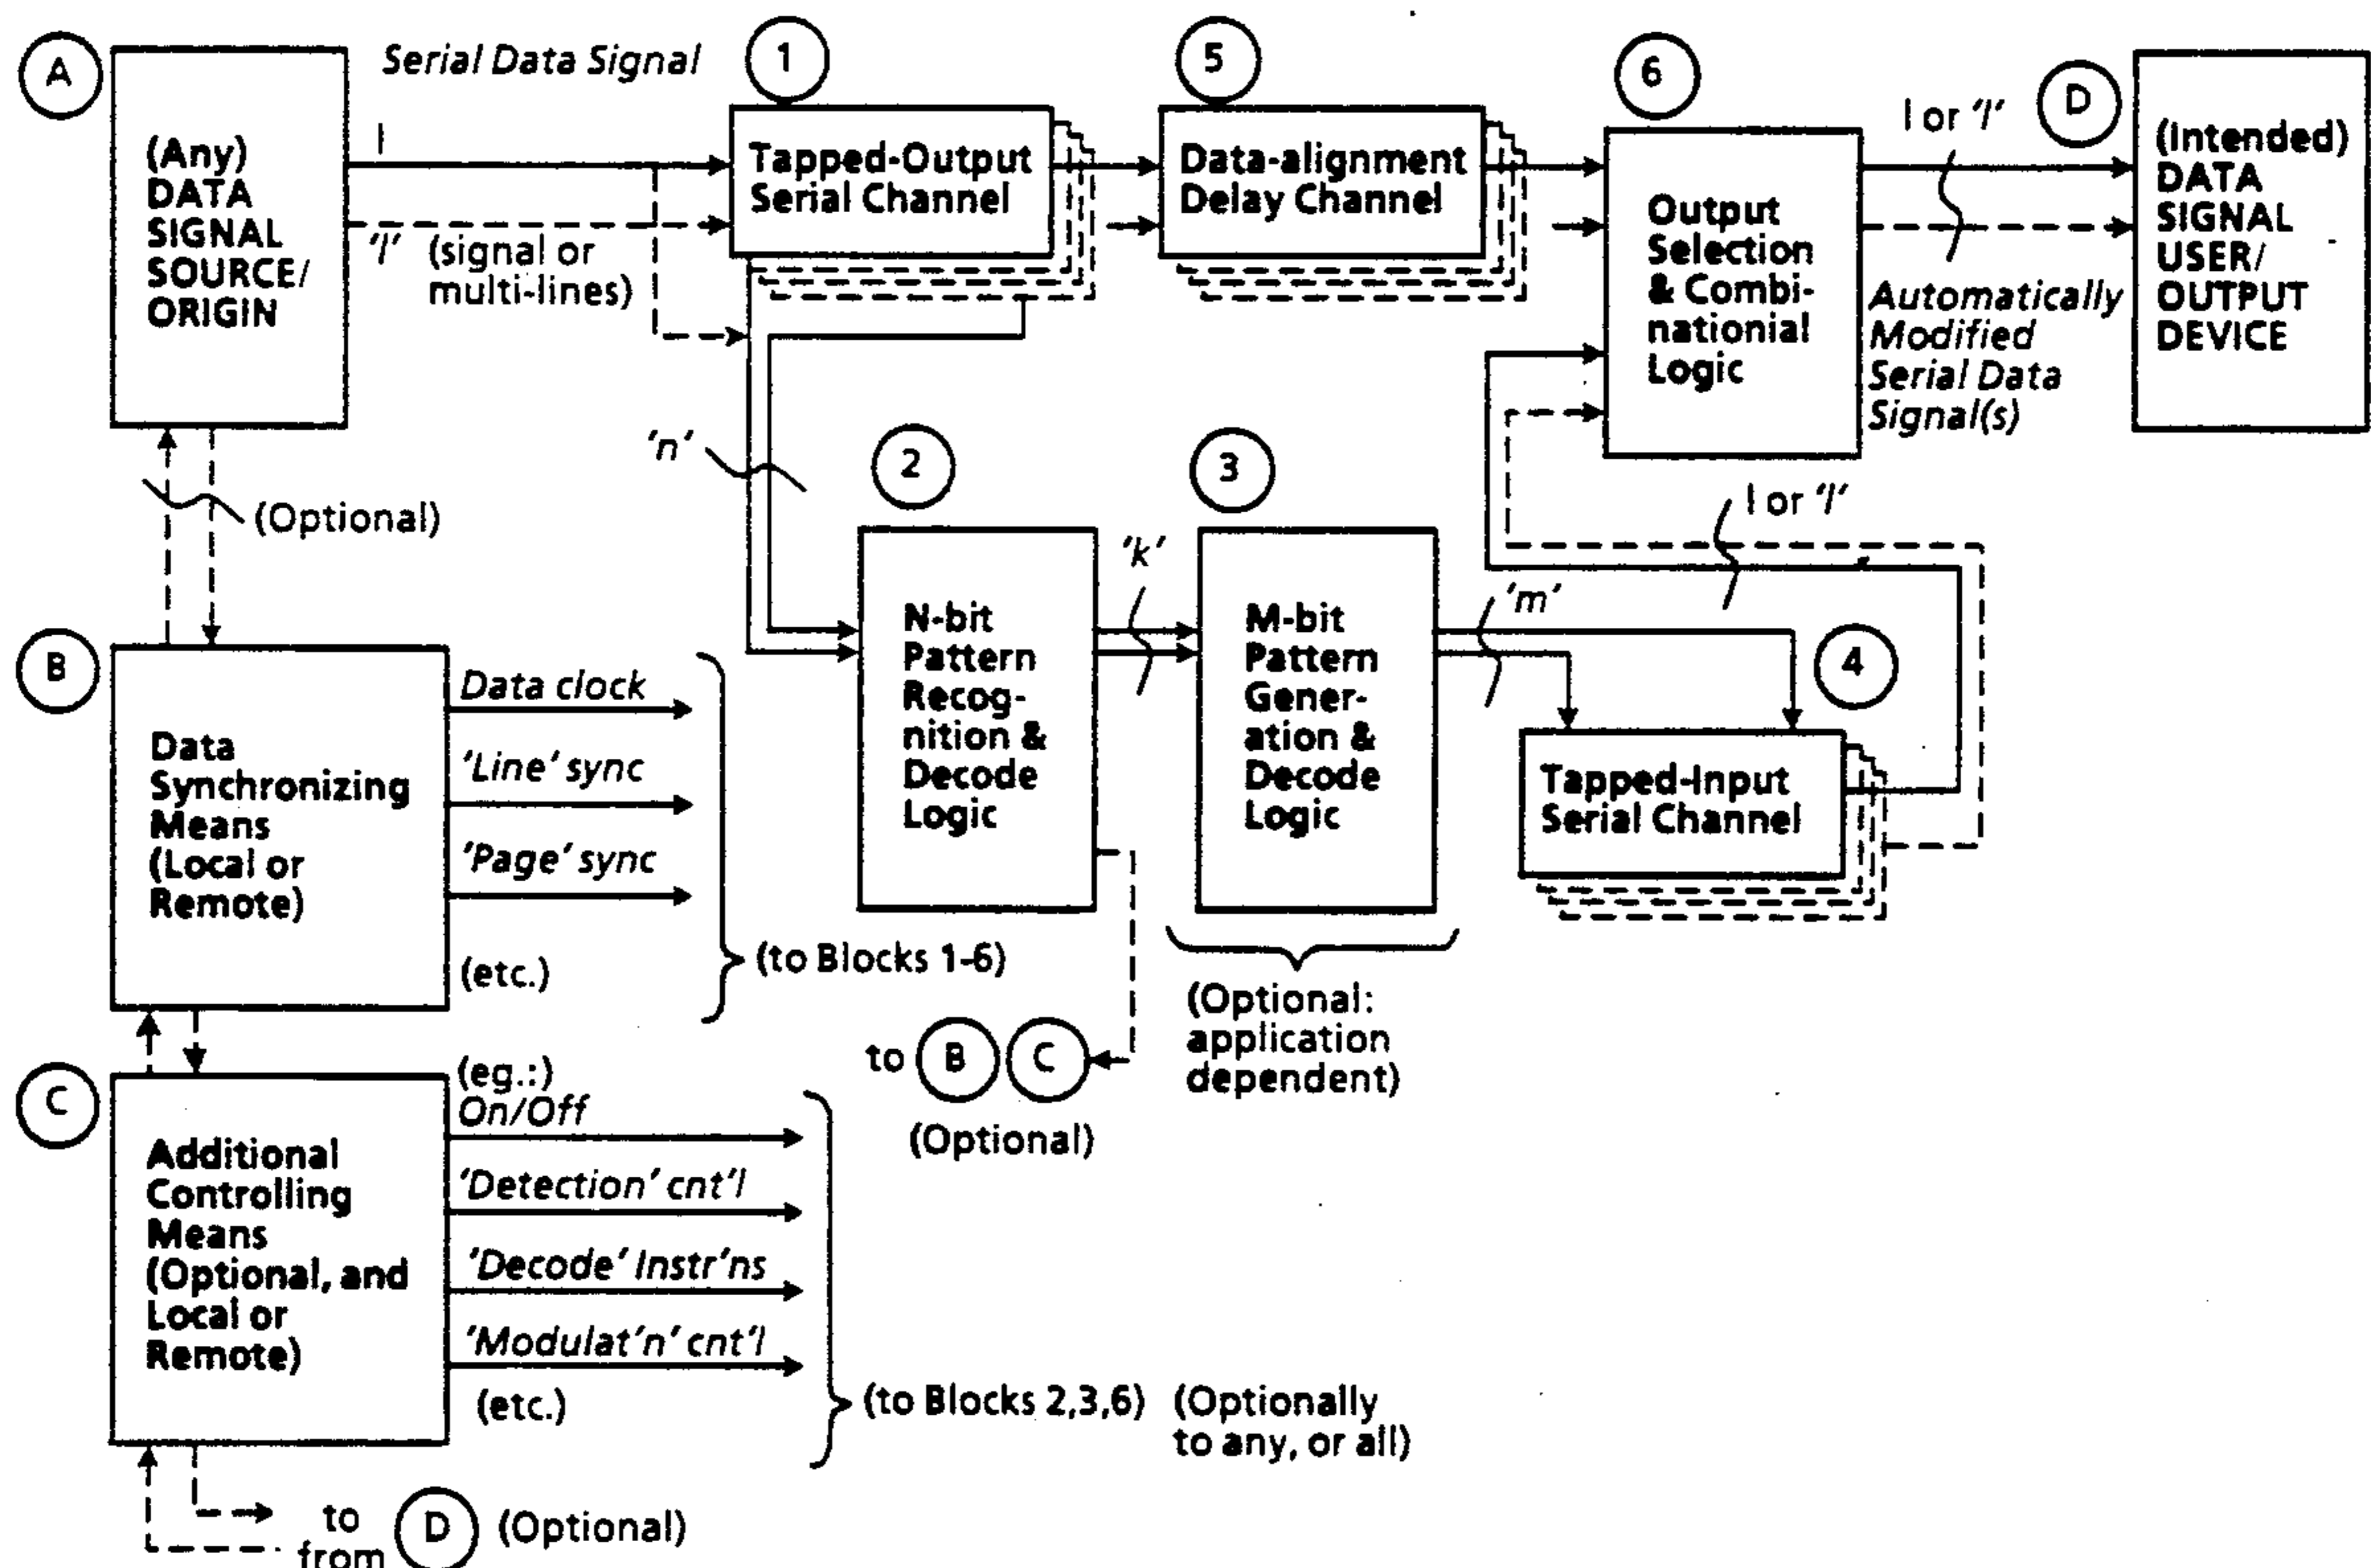 A
(Any)
DATA
SIGNAL
SOURCE/
ORIGIN
Serial Data Signal
I
'l' (signal or
multi-lines)
1
Tapped-Output
Serial Channel
5
Data-alignment
Delay Channel
6
Output
Selection
& Combi-
nationial
Logic
I or 'l'
Automatically
Modified
Serial Data
Signal(s)
D
(Intended)
DATA
SIGNAL
USER/
OUTPUT
DEVICE
(Optional)
'n'
2
N-bit
Pattern
Recog-
nition &
Decode
Logic
'k'
3
M-bit
Pattern
Gener-
ation &
Decode
Logic
(Optional:
application
dependent)
'm'
I or 'l'
4
Tapped-Input
Serial Channel
to B C
(Optional)
B
Data
Synchronizing
Means
(Local or
Remote)
Data clock
'Line' sync
'Page' sync
(etc.)
(to Blocks 1-6)
C
Additional
Controlling
Means
(Optional, and
Local or
Remote)
(eg.:)
On/Off
'Detection' cnt'l
'Decode' Instr'ns
'Modulat'n' cnt'l
(etc.)
(to Blocks 2,3,6) (Optionally
to any, or all)
to
from
D (Optional)